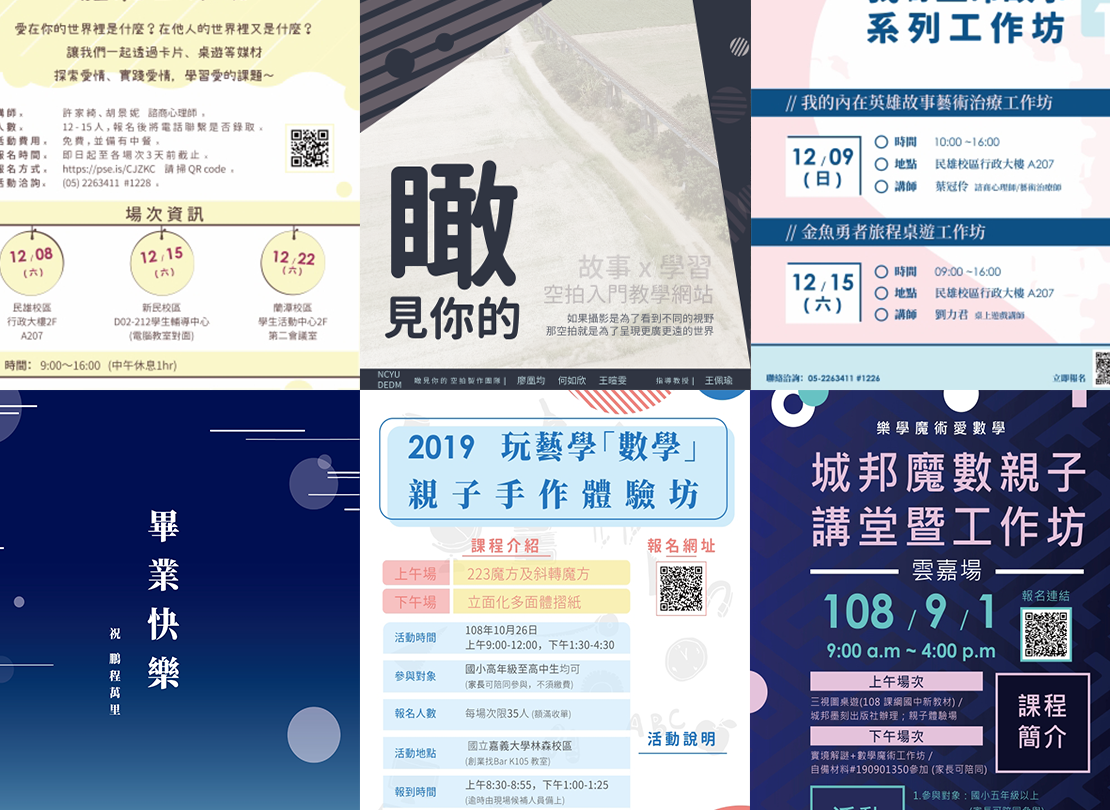 愛在你的世界裡是什麼？在他人的世界裡又是什麼？
讓我們一起透過卡片、桌遊等媒材
探索愛情、實踐愛情，學習愛的課題～
講師。 許家綺、胡景妮 諮商心理師。
人數。 12-15人，報名後將電話聯繫是否錄取。
活動費用。 免費，並備有中餐。
報名時間。 即日起至各場次3天前截止。
報名方式。 https://pse.is/CJZKC 請掃QR code。
活動洽詢。 (05) 2263411 #1228。
場次資訊
12/08
(六)
民雄校區
行政大樓2F
A207
12/15
(六)
新民校區
D02-212學生輔導中心
(電腦教室對面)
12/22
(六)
蘭潭校區
學生活動中心2F
第二會議室
時間： 9:00～16:00 (中午休息1hr)
瞰
見你的
故事 x 學習
空拍入門教學網站
如果攝影是為了看到不同的視野
那空拍就是為了呈現更廣更遠的世界
NCYU
DEDM
瞰見你的 空拍製作團隊 | 廖凰均 何如欣 王暄雯 指導教授 | 王佩瑜
系列工作坊
// 我的內在英雄故事藝術治療工作坊
12/09
(日)
時間 10:00 ~16:00
地點 民雄校區行政大樓 A207
講師 葉冠伶 諮商心理師/藝術治療師
// 金魚勇者旅程桌遊工作坊
12/15
(六)
時間 09:00 ~16:00
地點 民雄校區行政大樓 A207
講師 劉力君 桌上遊戲講師
聯絡洽詢：05-2263411 #1226 立即報名
畢業快樂
祝 鵬程萬里
2019 玩藝學「數學」
親子手作體驗坊
課程介紹
上午場 223魔方及斜轉魔方
下午場 立面化多面體摺紙
報名網址
活動時間 108年10月26日
上午9:00-12:00，下午1:30-4:30
參與對象 國小高年級至高中生均可
(家長可陪同參與，不須繳費)
報名人數 每場次限35人 (額滿收單)
活動地點 國立嘉義大學林森校區
(創業找Bar K105 教室)
報到時間 上午8:30-8:55，下午1:00-1:25
(逾時由現場候補人員備上)
ABC
活動說明
樂學魔術愛數學
城邦魔數親子
講堂暨工作坊
雲嘉場
108 / 9 / 1
9:00 a.m ~ 4:00 p.m
報名連結
上午場次
三視圖桌遊(108 課綱國中新教材) /
城邦墨刻出版社辦理；親子體驗場
下午場次
實境解謎+數學魔術工作坊 /
自備材料#190901350參加 (家長可陪同)
課程
簡介
1.參與對象：國小五年級以上